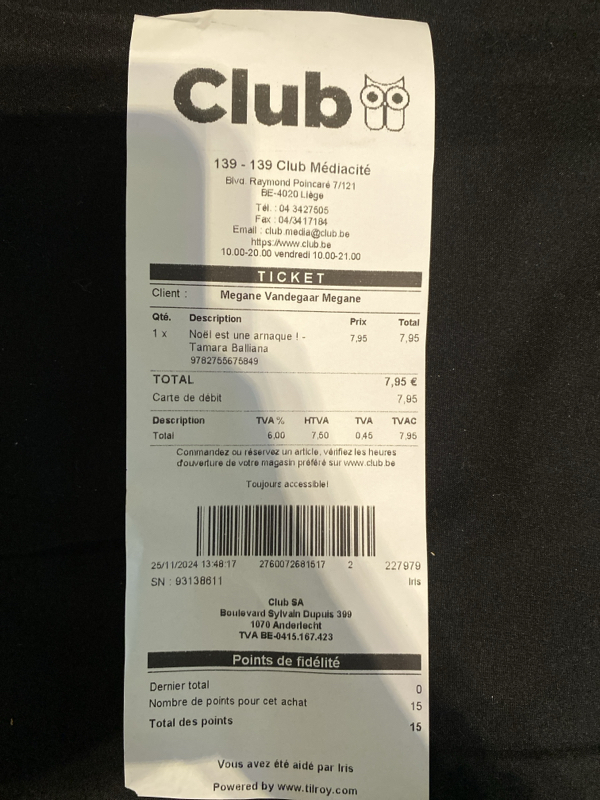 Club
139 - 139 Club Médiacité
Blvd. Raymond Poincaré 7/121
BE-4020 Liège
Tél. : 04 3427605
Fax : 04/3417184
Email : club.media@club.be
https://www.club.be
10.00-20.00 vendredi 10.00-21.00
TICKET
Client : Megane Vandegaar Megane
Qté. Description Prix Total
1 x Noël est une arnaque ! - 7,95 7,95
Tamara Balliana
9782755675849
TOTAL 7,95 €
Carte de débit 7,95
Description TVA % HTVA TVA TVAC
Total 6,00 7,50 0,45 7,95
Commandez ou réservez un article, vérifiez les heures
d'ouverture de votre magasin préféré sur www.club.be
Toujours accessible!
25/11/2024 13:48:17 2760072681517 2 227979
SN : 93138611 Iris
Club SA
Boulevard Sylvain Dupuis 399
1070 Anderlecht
TVA BE-0415.167.423
Points de fidélité
Dernier total 0
Nombre de points pour cet achat 15
Total des points 15
Vous avez été aidé par Iris
Powered by www.tilroy.com